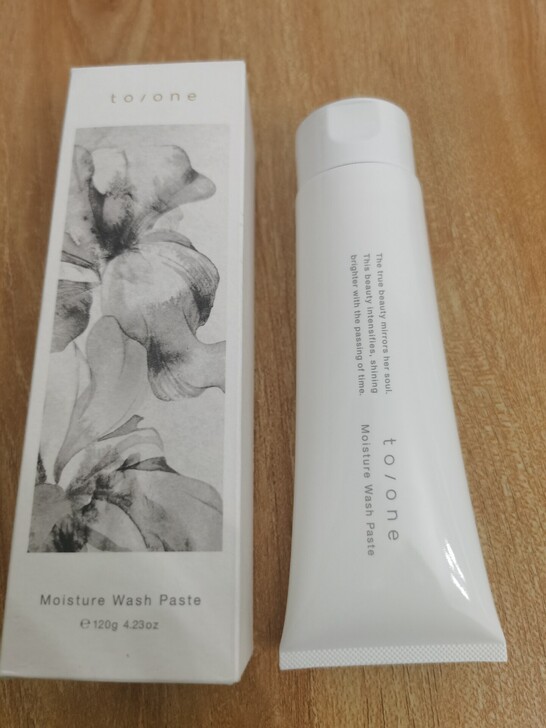 to/one
Moisture Wash Paste
℮120g 4.23oz
The true beauty mirrors her soul.
This beauty intensifies, shining
brighter with the passing of time.
to/one
Moisture Wash Paste